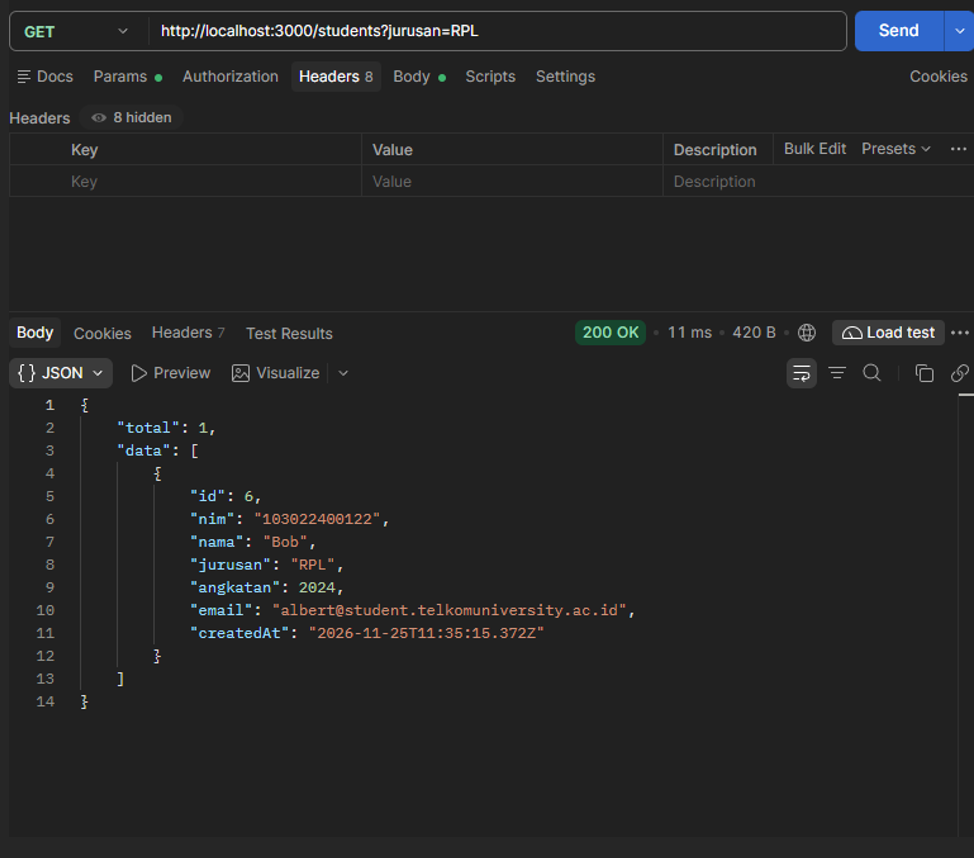 GET http://localhost:3000/students?jurusan=RPL Send
Docs Params Authorization Headers 8 Body Scripts Settings Cookies
Headers 8 hidden
Key Value Description Bulk Edit Presets ...
Key Value Description
Body Cookies Headers 7 Test Results 200 OK • 11 ms • 420 B • Load test ...
{} JSON Preview Visualize
1 {
2 "total": 1,
3 "data": [
4 {
5 "id": 6,
6 "nim": "103022400122",
7 "nama": "Bob",
8 "jurusan": "RPL",
9 "angkatan": 2024,
10 "email": "albert@student.telkomuniversity.ac.id",
11 "createdAt": "2026-11-25T11:35:15.372Z"
12 }
13 ]
14 }